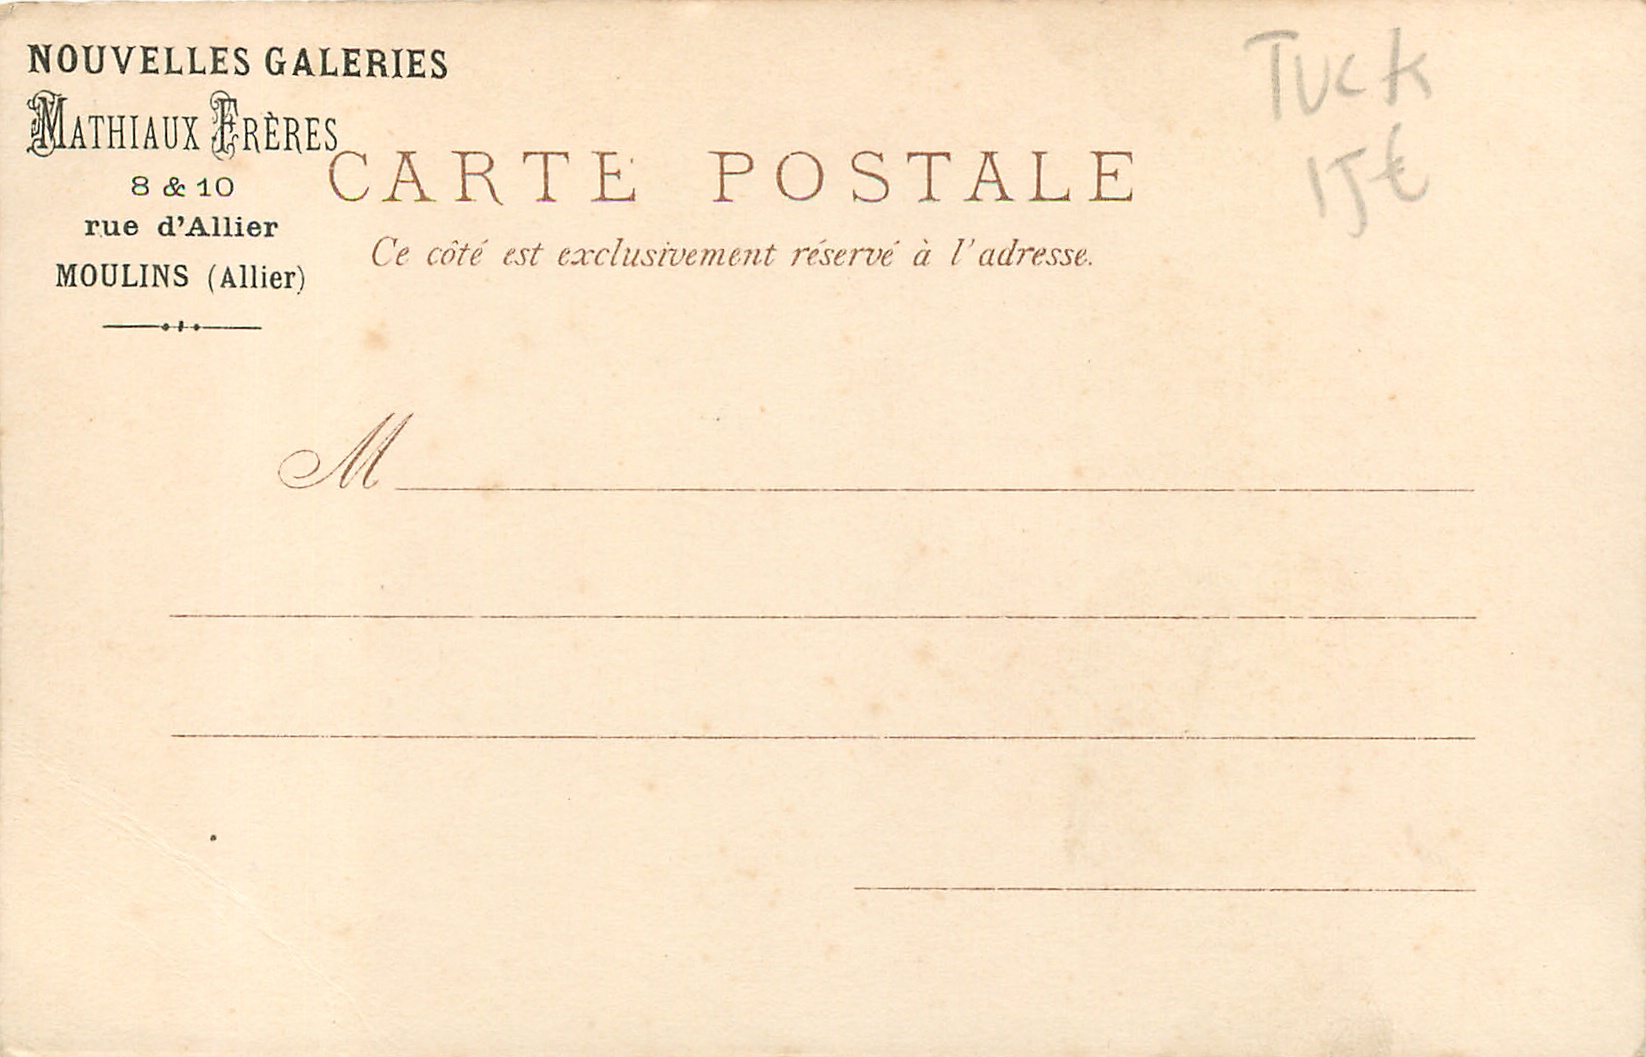 NOUVELLES GALERIES
MATHIAUX FRÈRES
8 & 10
rue d'Allier
MOULINS (Allier)
CARTE POSTALE
Ce côté est exclusivement réservé à l'adresse.
M
Tuck
15€